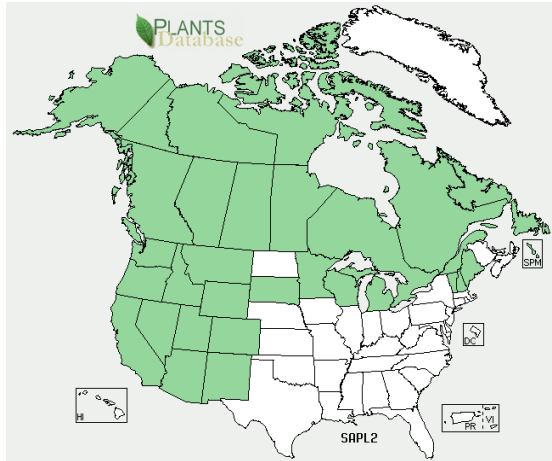 PLANTS
Database
SPM
DC
HI
PR
VI
SAPL2